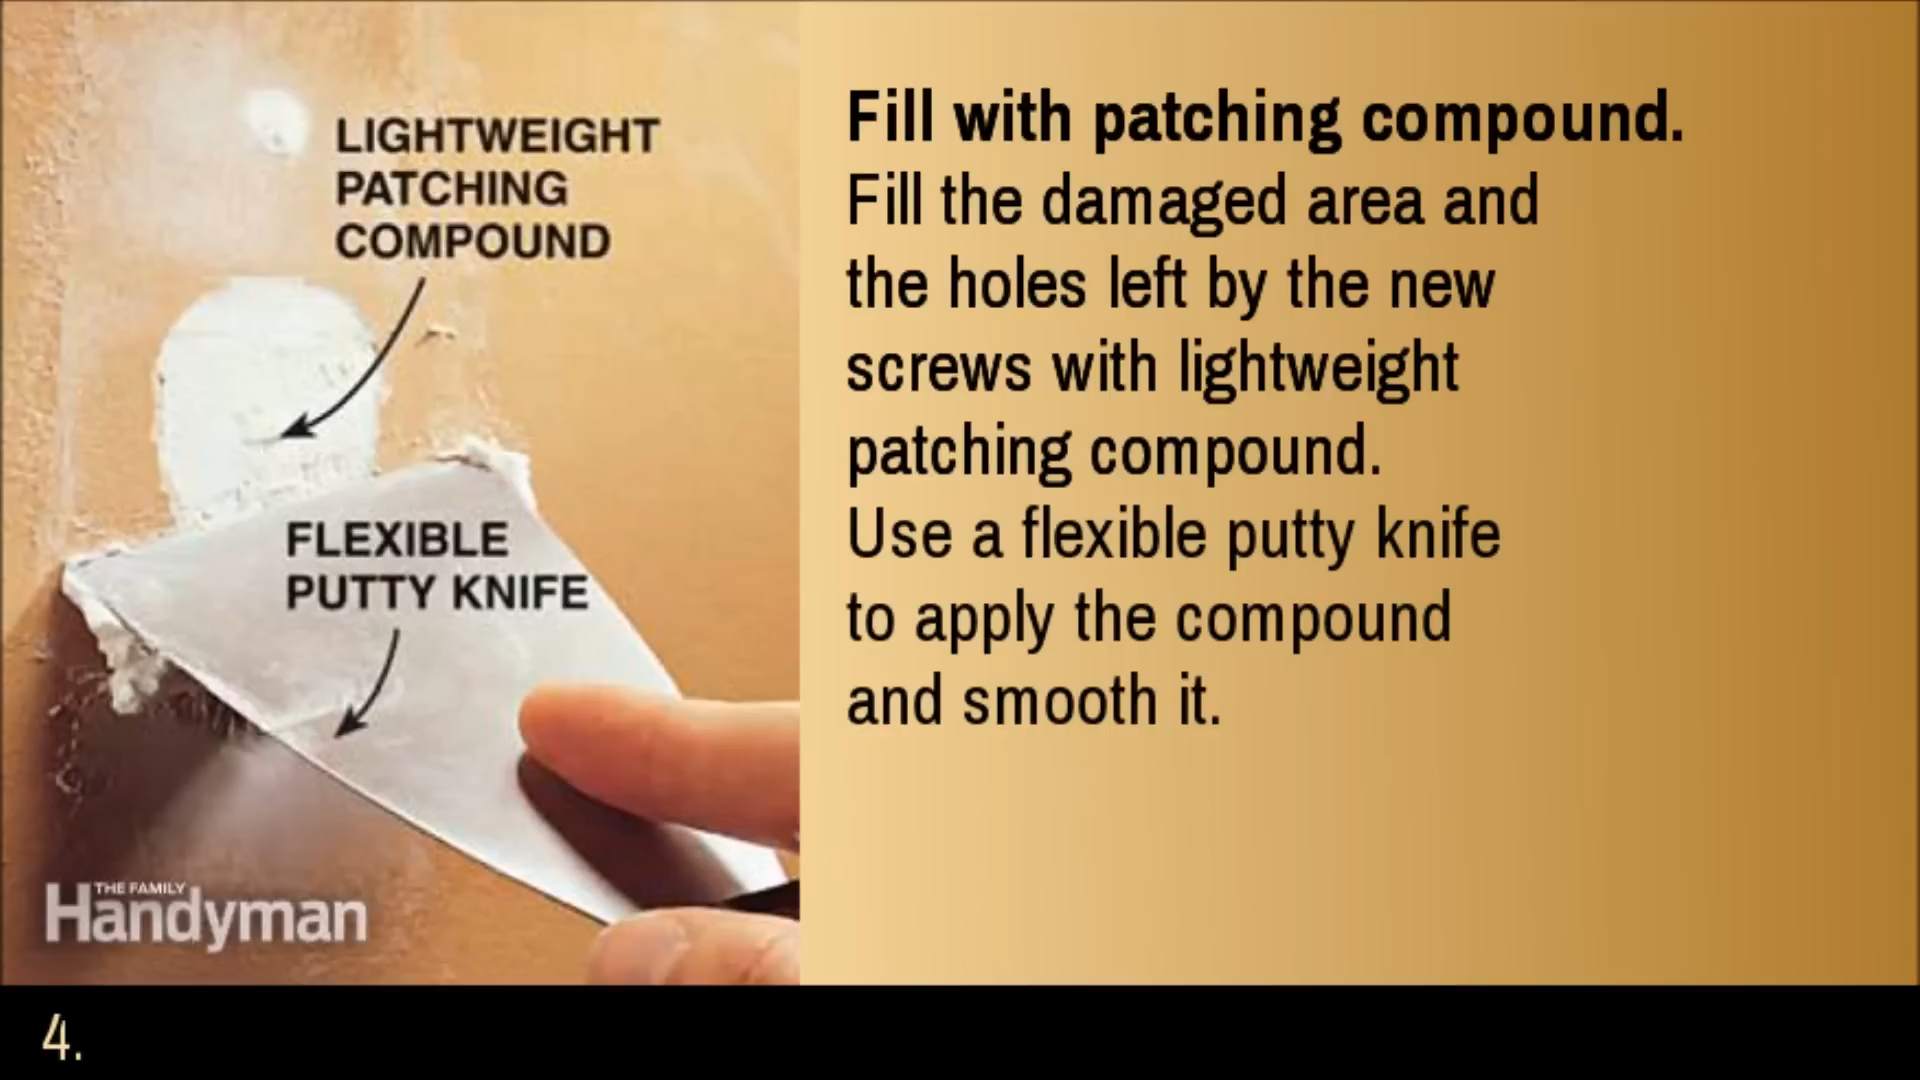 LIGHTWEIGHT
PATCHING
COMPOUND
FLEXIBLE
PUTTY KNIFE
THE FAMILY
Handyman
Fill with patching compound.
Fill the damaged area and
the holes left by the new
screws with lightweight
patching compound.
Use a flexible putty knife
to apply the compound
and smooth it.
4.